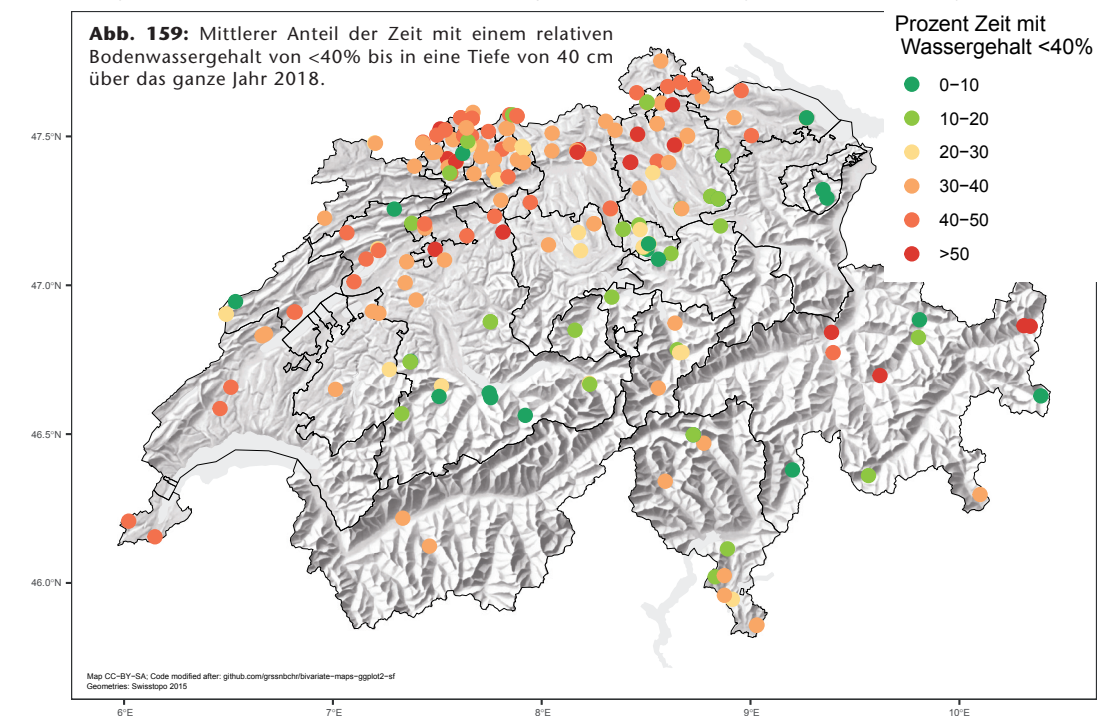 Abb. 159: Mittlerer Anteil der Zeit mit einem relativen
Bodenwassergehalt von <40% bis in eine Tiefe von 40 cm
über das ganze Jahr 2018.
Prozent Zeit mit
Wassergehalt <40%
0−10
10−20
20−30
30−40
40−50
>50
47.5°N
47.0°N
46.5°N
46.0°N
Map CC−BY−SA; Code modified after: github.com/grssnbchr/bivariate−maps−ggplot2−sf
Geometries: Swisstopo 2015
6°E
7°E
8°E
9°E
10°E